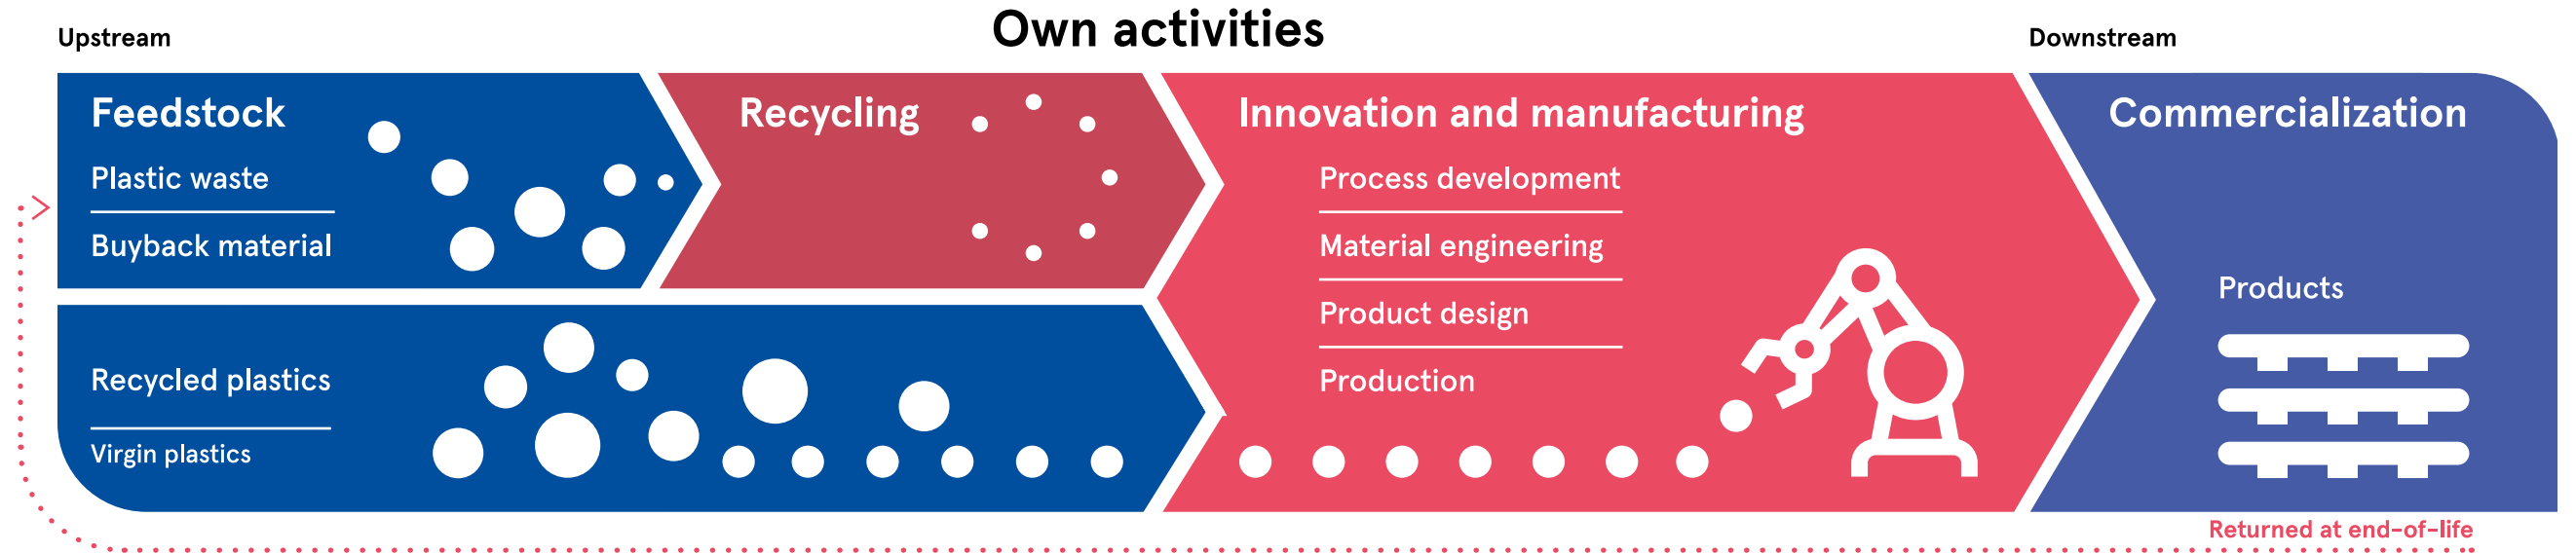 Own activities
Upstream
Downstream
Feedstock
Plastic waste
Buyback material
Recycled plastics
Virgin plastics
Recycling
Innovation and manufacturing
Process development
Material engineering
Product design
Production
Commercialization
Products
Returned at end-of-life